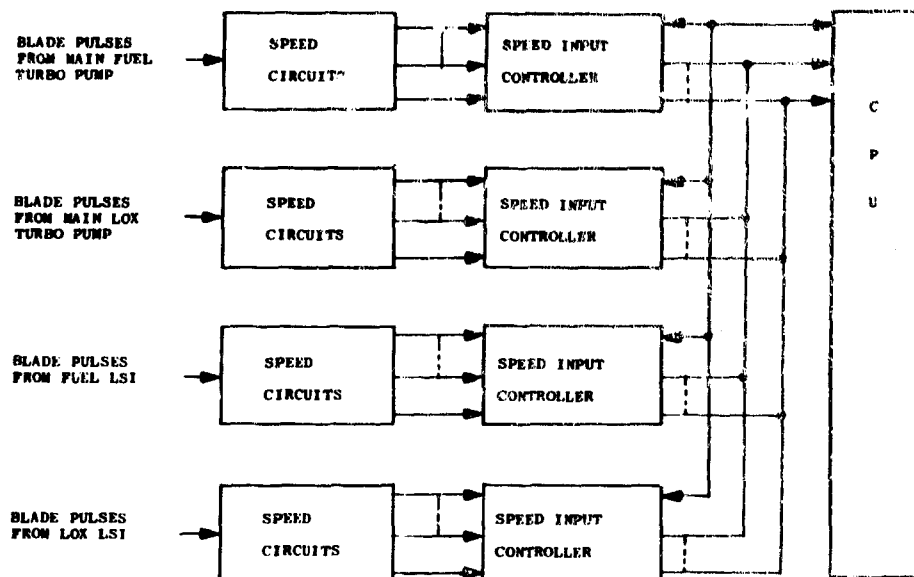 BLADE PULSES
FROM MAIN FUEL
TURBO PUMP
SPEED
CIRCUITS
SPEED INPUT
CONTROLLER
C
P
U
BLADE PULSES
FROM MAIN LOX
TURBO PUMP
SPEED
CIRCUITS
SPEED INPUT
CONTROLLER
BLADE PULSES
FROM FUEL LSI
SPEED
CIRCUITS
SPEED INPUT
CONTROLLER
BLADE PULSES
FROM LOX LSI
SPEED
CIRCUITS
SPEED INPUT
CONTROLLER